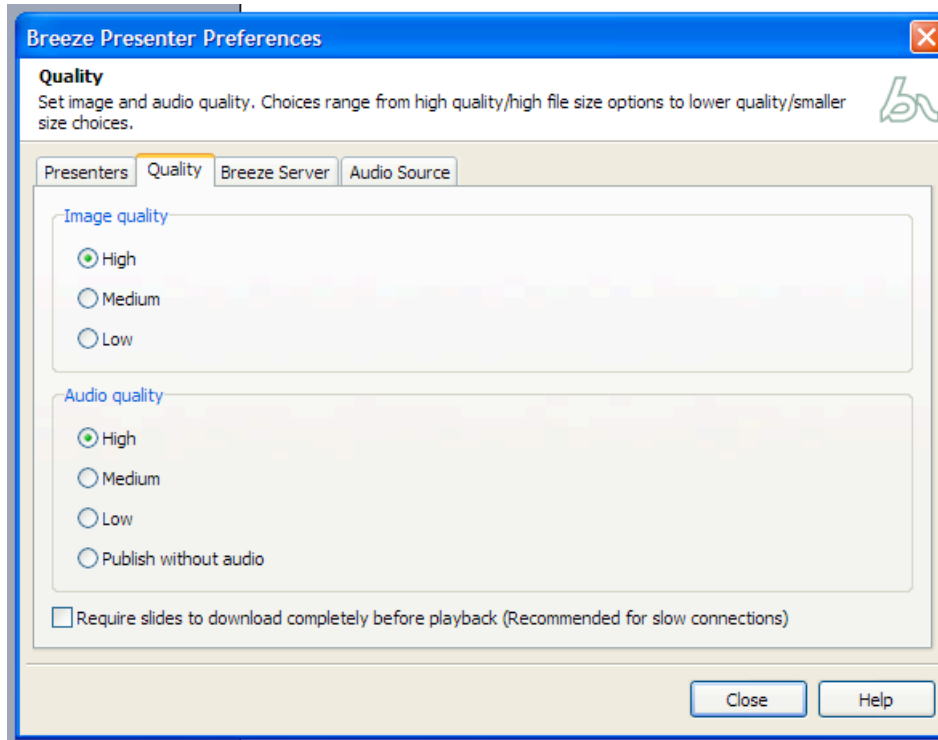 Breeze Presenter Preferences
Quality
Set image and audio quality. Choices range from high quality/high file size options to lower quality/smaller
size choices.
Presenters Quality Breeze Server Audio Source
Image quality
High
Medium
Low
Audio quality
High
Medium
Low
Publish without audio
Require slides to download completely before playback (Recommended for slow connections)
Close Help